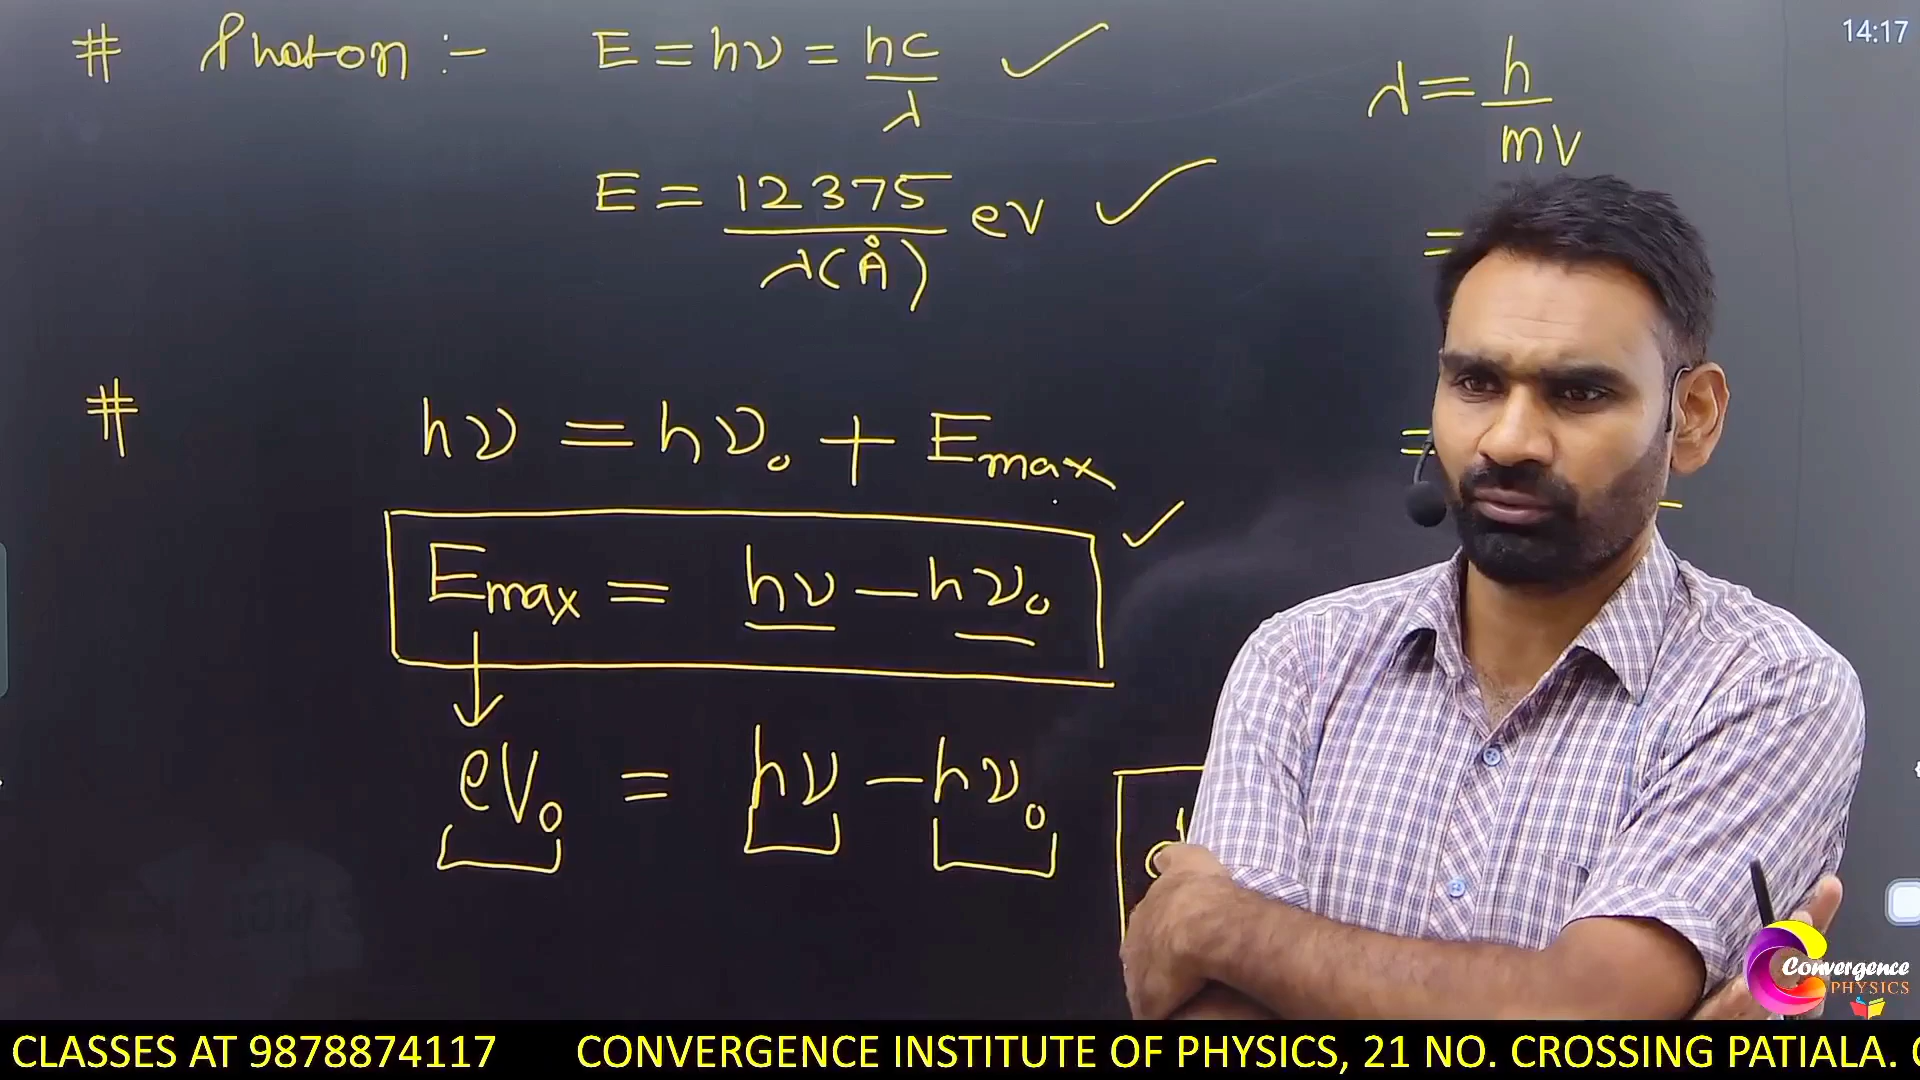 # Photon :- E = hν = hc/λ ✓
E = 12375/λ(Å) ev ✓
# hν = hν₀ + Emax
Emax = hν − hν₀ ✓
↓
eV₀ = hν − hν₀
14:17
λ = h/mv
=
=
Convergence
PHYSICS
CLASSES AT 9878874117 CONVERGENCE INSTITUTE OF PHYSICS, 21 NO. CROSSING PATIALA.